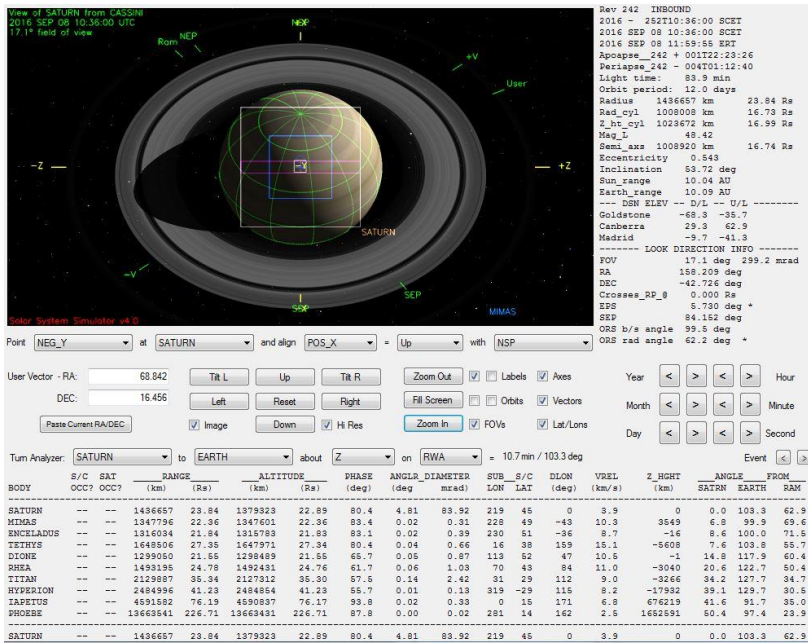 View of SATURN from CASSINI
2016 SEP 08 10:36:00 UTC
17.1° field of view
Ram
NEP
+V
User
-Z
-Y
+Z
SATURN
-V
SEP
MIMAS
Solar System Simulator v4.0
Rev 242 INBOUND
2016 - 252T10:36:00 SCET
2016 SEP 08 10:36:00 SCET
2016 SEP 08 11:59:55 ERT
Apoapse_242 + 001T22:23:26
Periapse_242 - 004T01:12:40
Light time: 83.9 min
Orbit period: 12.0 days
Radius 1436657 km 23.84 Rs
Rad_cyl 1008008 km 16.73 Rs
Z_ht_cyl 1023672 km 16.99 Rs
Mag_L 48.42
Semi_axs 1008920 km 16.74 Rs
Eccentricity 0.543
Inclination 53.72 deg
Sun_range 10.04 AU
Earth_range 10.09 AU
--- DSN ELEV -- D/L -- U/L --------
Goldstone -68.3 -35.7
Canberra 29.3 62.9
Madrid -9.7 -41.3
------- LOOK DIRECTION INFO -------
FOV 17.1 deg 299.2 mrad
RA 158.209 deg
DEC -42.726 deg
Crosses_RP_@ 0.000 Rs
EPS 5.730 deg *
SEP 84.152 deg
ORS b/s angle 99.5 deg
ORS rad angle 62.2 deg *
Point NEG_Y at SATURN and align POS_X = Up with NSP
User Vector - RA: 68.842 Tilt L Up Tilt R Zoom Out Labels Axes Year < > < > Hour
DEC: 16.456 Left Reset Right Fill Screen Orbits Vectors Month < > < > Minute
Paste Current RA/DEC Image Down Hi Res Zoom In FOVs Lat/Lons Day < > < > Second
Turn Analyzer: SATURN to EARTH about Z on RWA = 10.7 min / 103.3 deg Event < >
S/C SAT RANGE ALTITUDE PHASE ANGLR_DIAMETER SUB_S/C DLON VREL Z_HGHT ANGLE FROM
BODY OCC? OCC? (km) (Rs) (km) (Rs) (deg) (deg mrad) LON LAT (deg) (km/s) (km) SATRN EARTH RAM
SATURN -- -- 1436657 23.84 1379323 22.89 80.4 4.81 83.92 219 45 0 3.9 0 0.0 103.3 62.9
MIMAS -- -- 1347796 22.36 1347601 22.36 83.4 0.02 0.31 228 49 -43 10.3 3549 6.8 99.9 69.6
ENCELADUS -- -- 1316034 21.84 1315783 21.83 83.1 0.02 0.39 230 51 -36 8.7 -16 8.6 100.0 71.5
TETHYS -- -- 1648506 27.35 1647971 27.34 80.4 0.04 0.66 16 38 159 15.1 -5608 7.6 103.8 55.7
DIONE -- -- 1299050 21.55 1298489 21.55 65.7 0.05 0.87 113 52 47 10.5 -1 14.8 117.9 60.4
RHEA -- -- 1493195 24.78 1492431 24.76 61.7 0.06 1.03 70 43 84 11.0 -3040 20.6 122.7 50.4
TITAN -- -- 2129887 35.34 2127312 35.30 57.5 0.14 2.42 31 29 112 9.0 -3266 34.2 127.7 34.7
HYPERION -- -- 2484996 41.23 2484854 41.23 55.7 0.01 0.13 319 -29 115 8.2 -17932 39.1 129.7 30.5
IAPETUS -- -- 4591582 76.19 4590837 76.17 93.8 0.02 0.33 0 15 171 6.8 676219 41.6 91.7 35.0
PHOEBE -- -- 13663541 226.71 13663431 226.71 87.8 0.00 0.02 281 14 162 2.5 1652591 50.4 97.4 23.9
SATURN -- -- 1436657 23.84 1379323 22.89 80.4 4.81 83.92 219 45 0 3.9 0 0.0 103.3 62.9